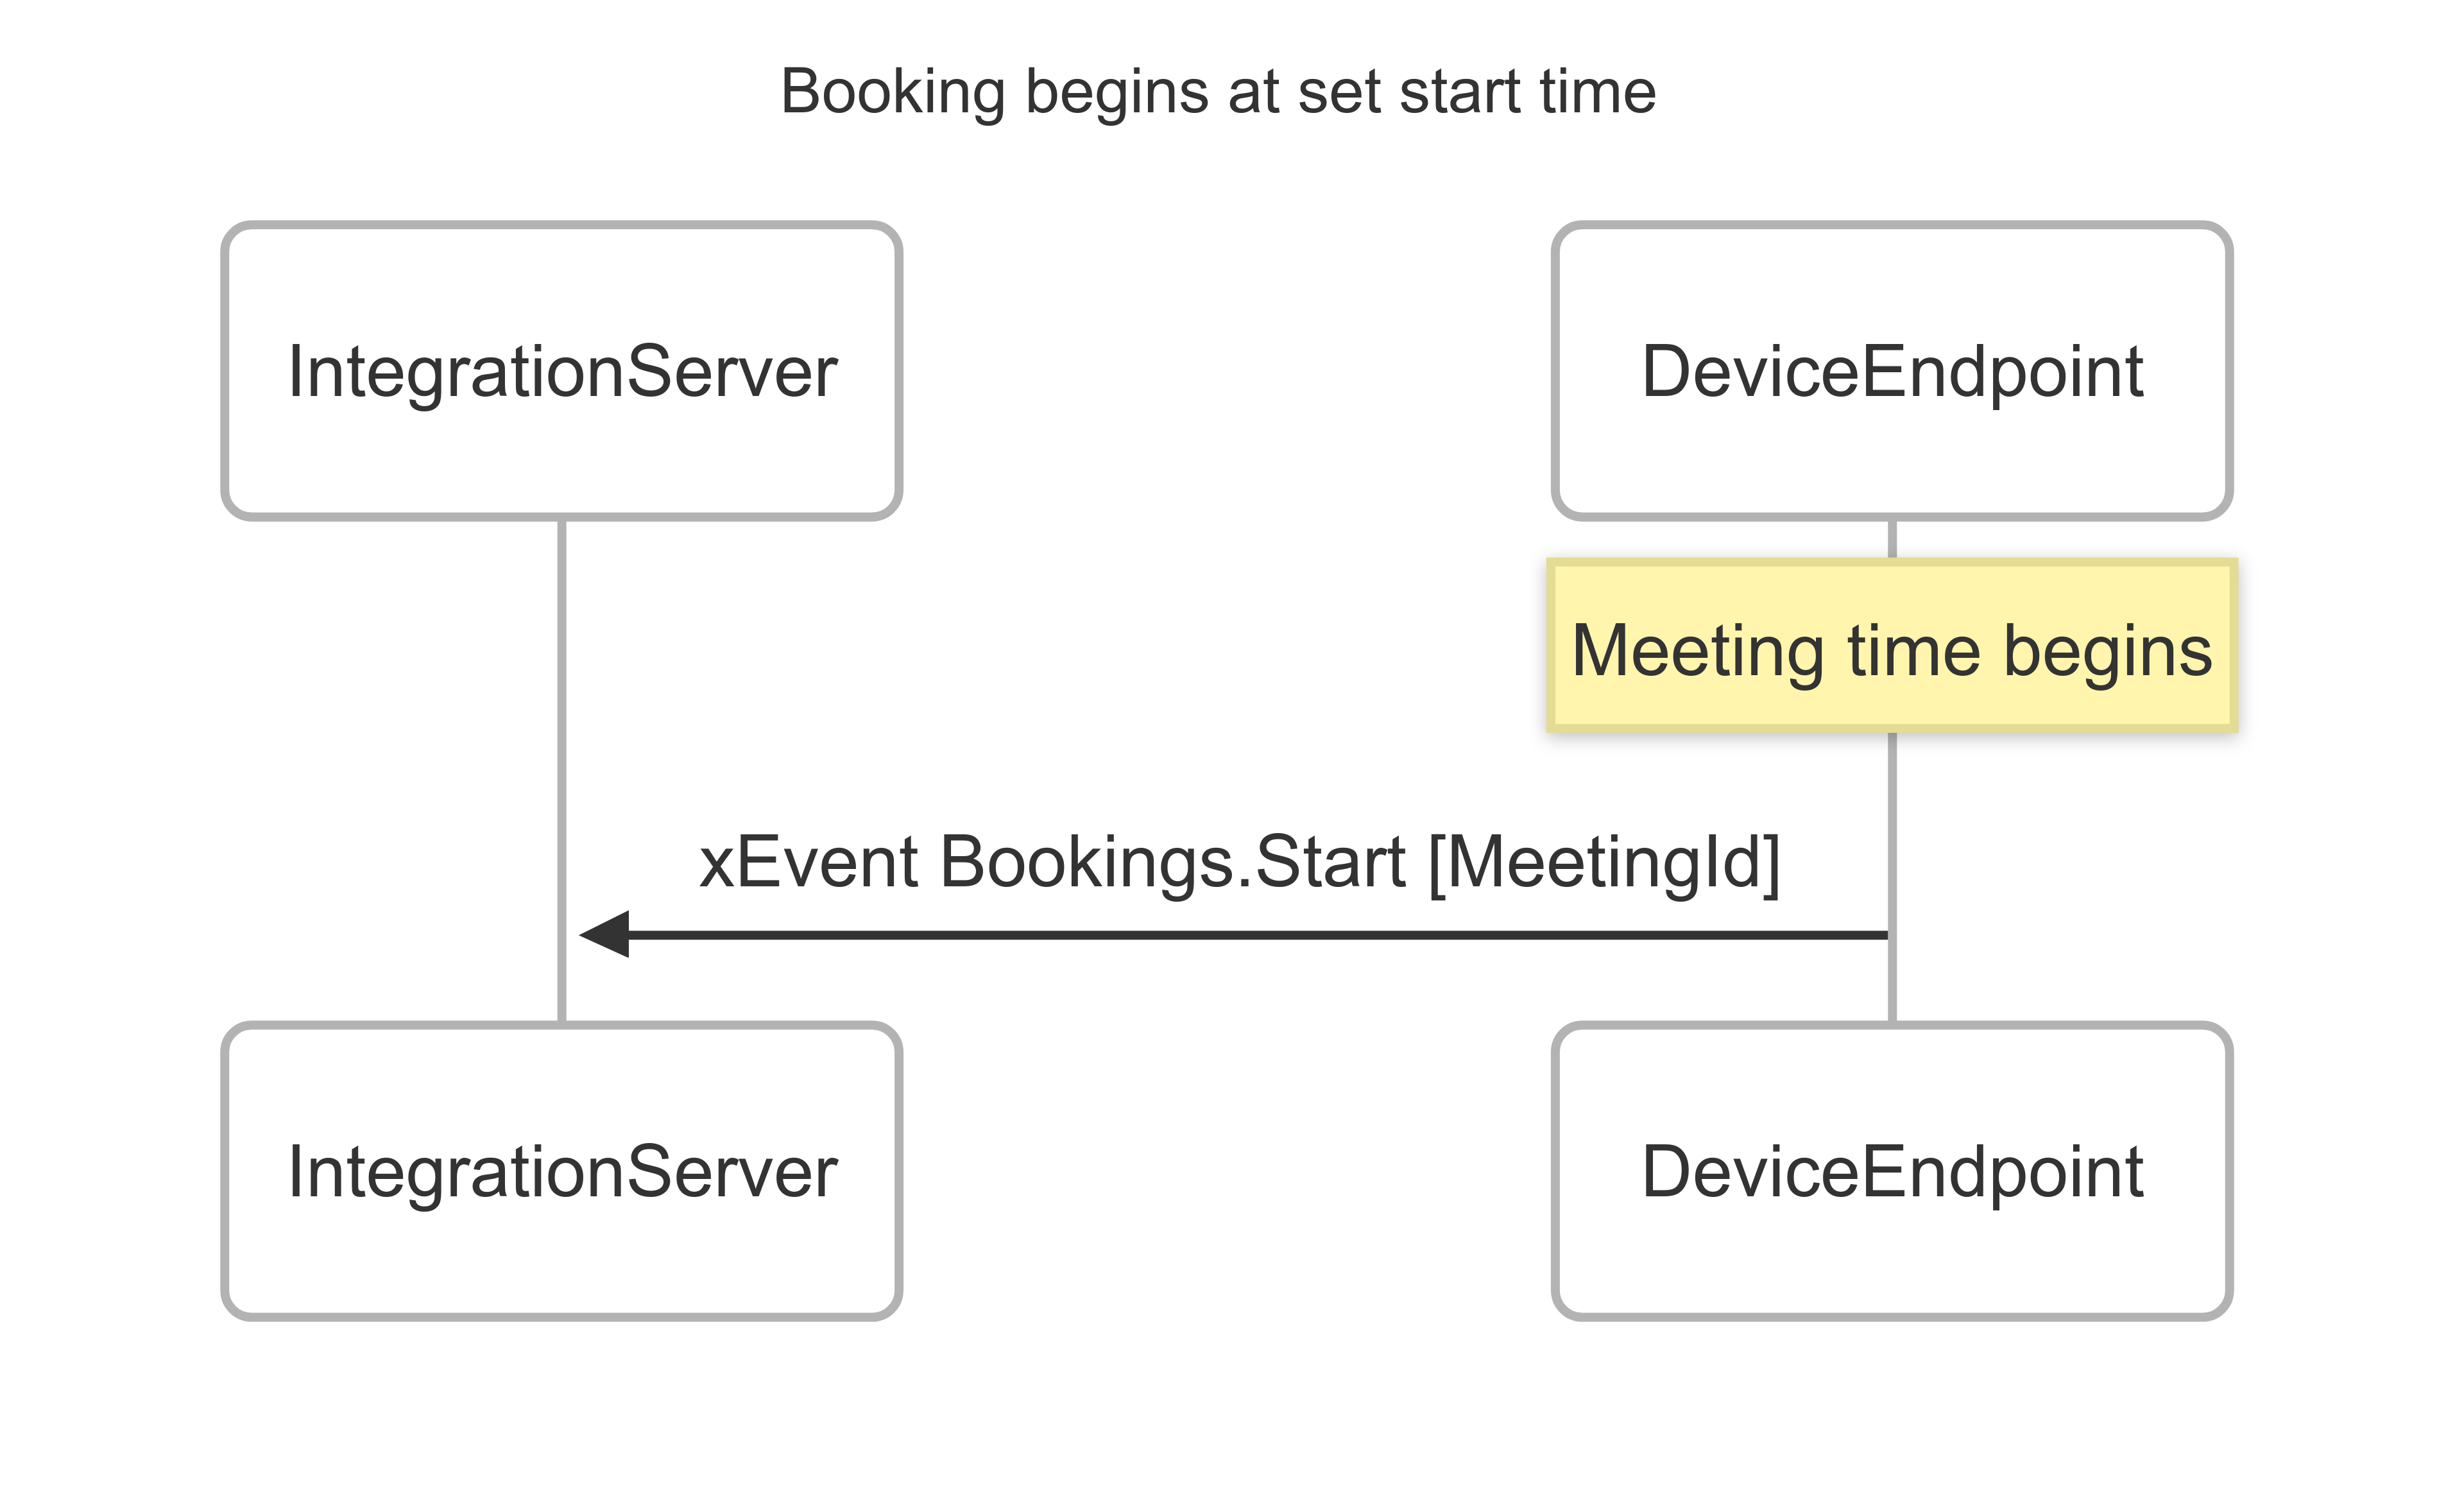 Booking begins at set start time
IntegrationServer
DeviceEndpoint
Meeting time begins
xEvent Bookings.Start [MeetingId]
IntegrationServer
DeviceEndpoint